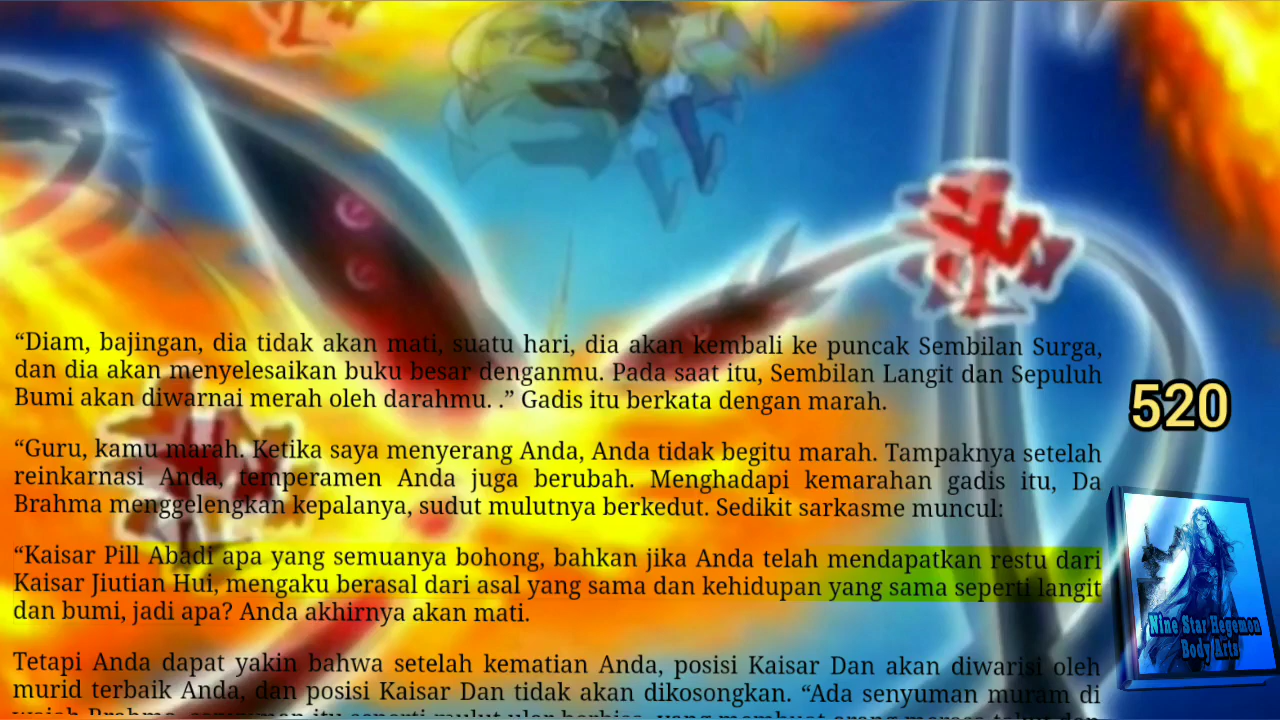 “Diam, bajingan, dia tidak akan mati, suatu hari, dia akan kembali ke puncak Sembilan Surga,
dan dia akan menyelesaikan buku besar denganmu. Pada saat itu, Sembilan Langit dan Sepuluh
Bumi akan diwarnai merah oleh darahmu. .” Gadis itu berkata dengan marah.
“Guru, kamu marah. Ketika saya menyerang Anda, Anda tidak begitu marah. Tampaknya setelah
reinkarnasi Anda, temperamen Anda juga berubah. Menghadapi kemarahan gadis itu, Da
Brahma menggelengkan kepalanya, sudut mulutnya berkedut. Sedikit sarkasme muncul:
“Kaisar Pill Abadi apa yang semuanya bohong, bahkan jika Anda telah mendapatkan restu dari
Kaisar Jiutian Hui, mengaku berasal dari asal yang sama dan kehidupan yang sama seperti langit
dan bumi, jadi apa? Anda akhirnya akan mati.
Tetapi Anda dapat yakin bahwa setelah kematian Anda, posisi Kaisar Dan akan diwarisi oleh
murid terbaik Anda, dan posisi Kaisar Dan tidak akan dikosongkan. “Ada senyuman muram di
520
Nine Star Hegemon
Body Arts